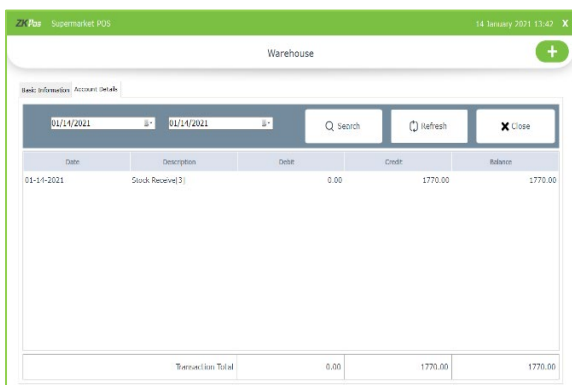 ZKPos Supermarket POS 14 January 2021 13:42 X
Warehouse
Basic Information Account Details
01/14/2021 01/14/2021 Search Refresh Close
Date Description Debit Credit Balance
01-14-2021 Stock Receive|3| 0.00 1770.00 1770.00
Transaction Total 0.00 1770.00 1770.00